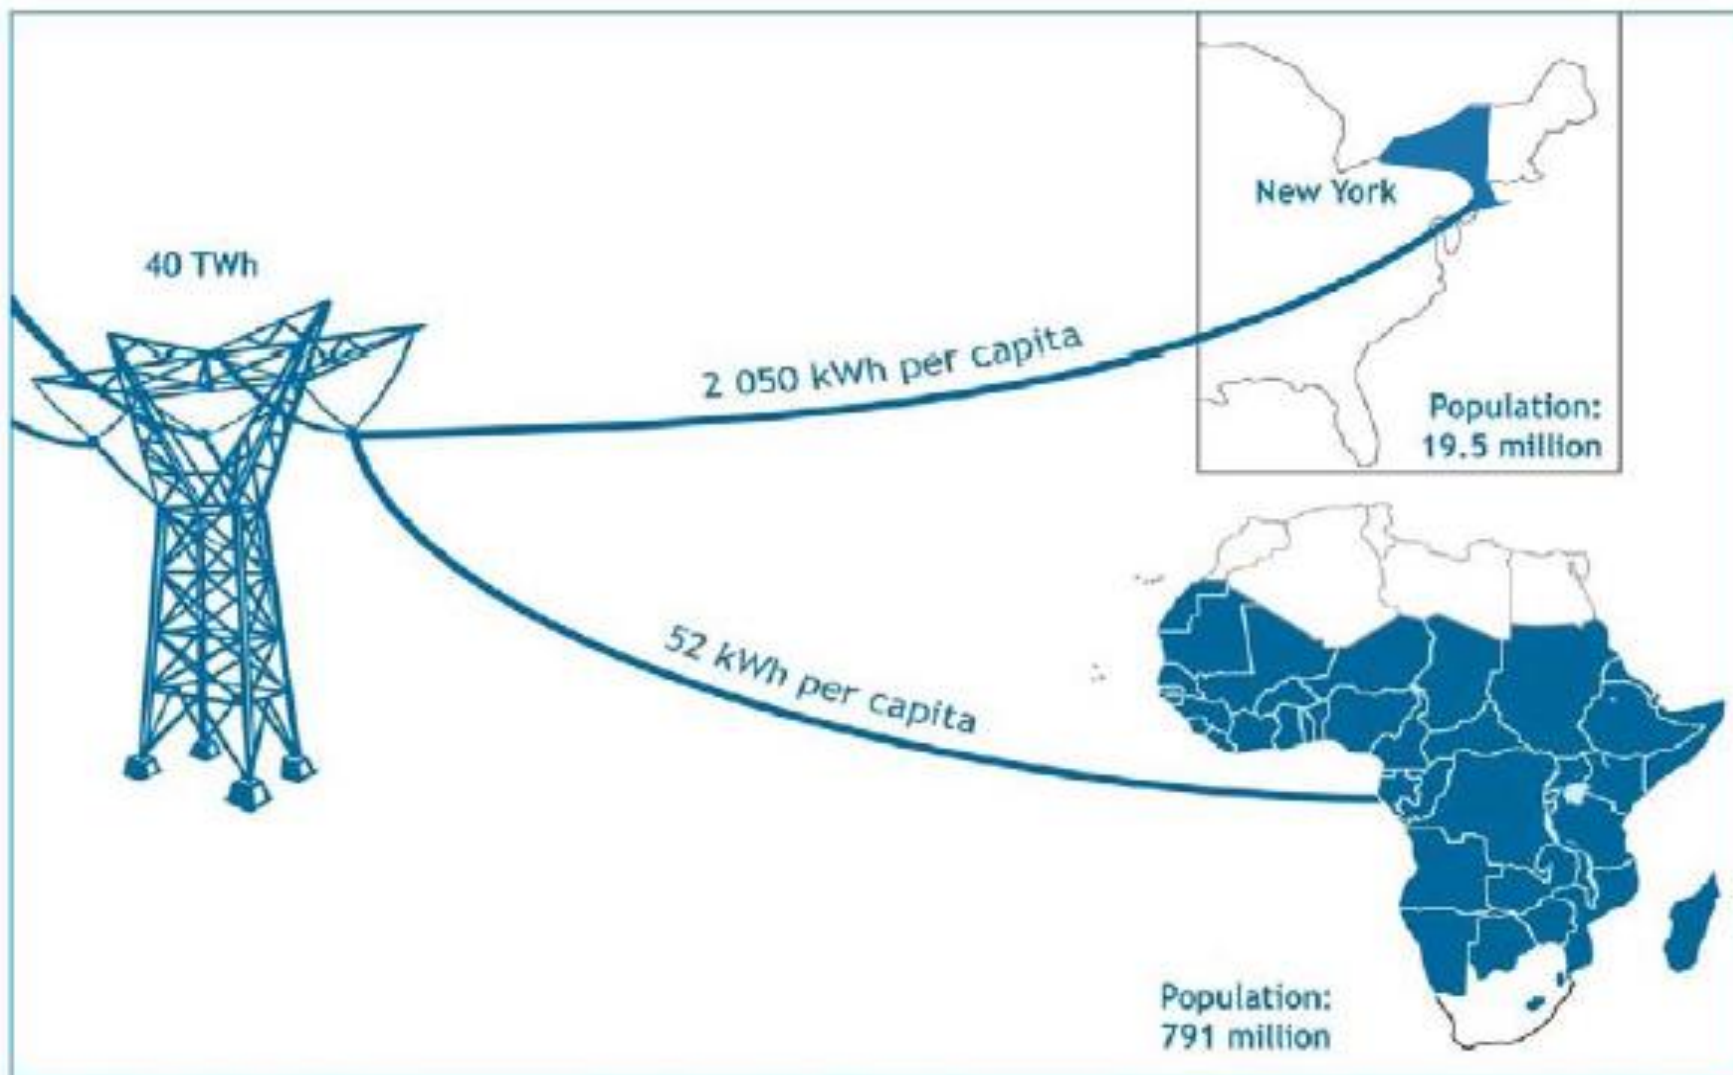 New York
40 TWh
2 050 kWh per capita
Population:
19.5 million
52 kWh per capita
Population:
791 million